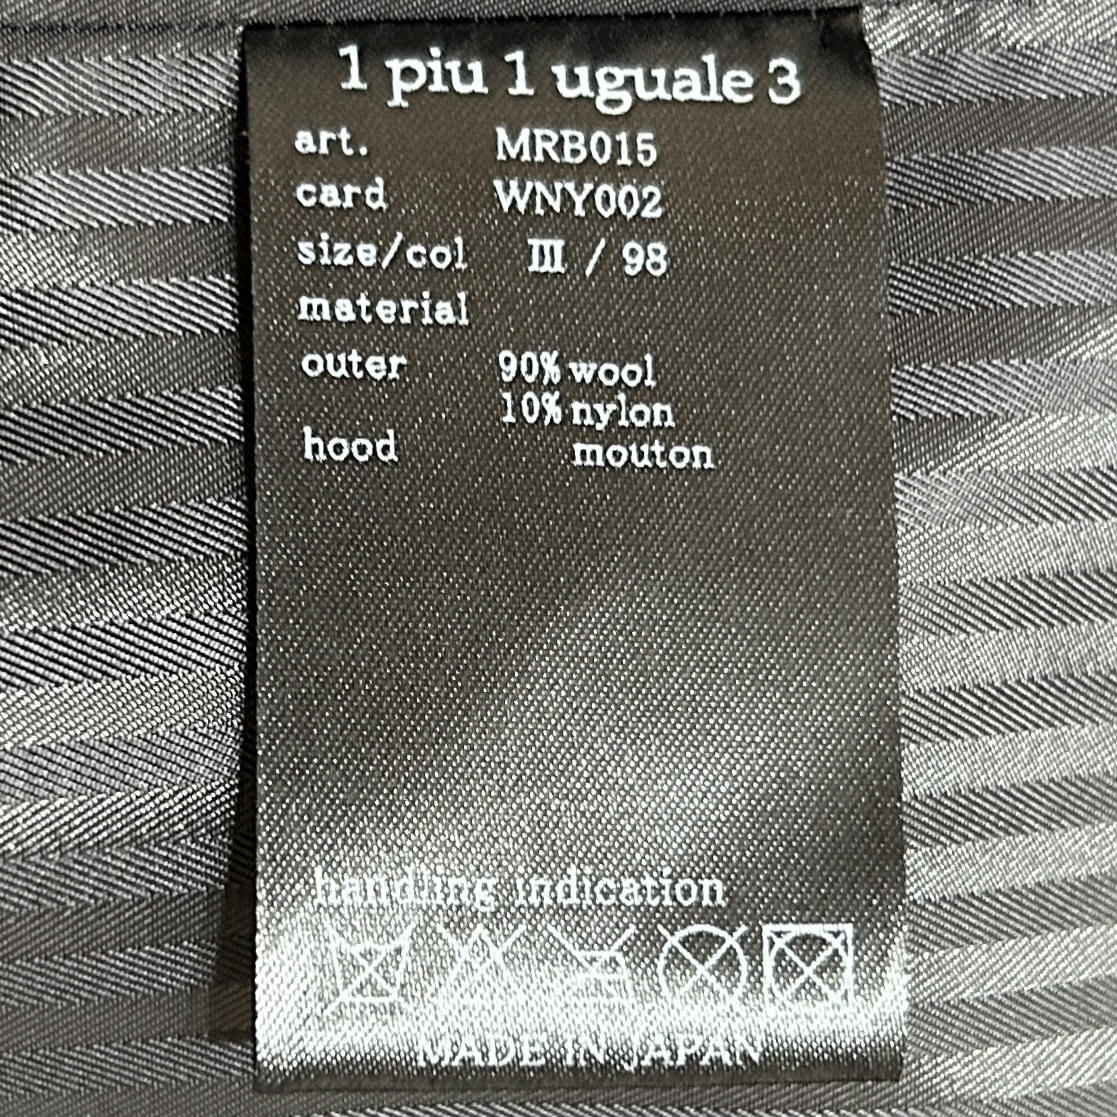 1 piu 1 uguale 3
art. MRB015
card WNY002
size/col Ⅲ / 98
material
outer 90% wool
10% nylon
hood mouton
handling indication
MADE IN JAPAN